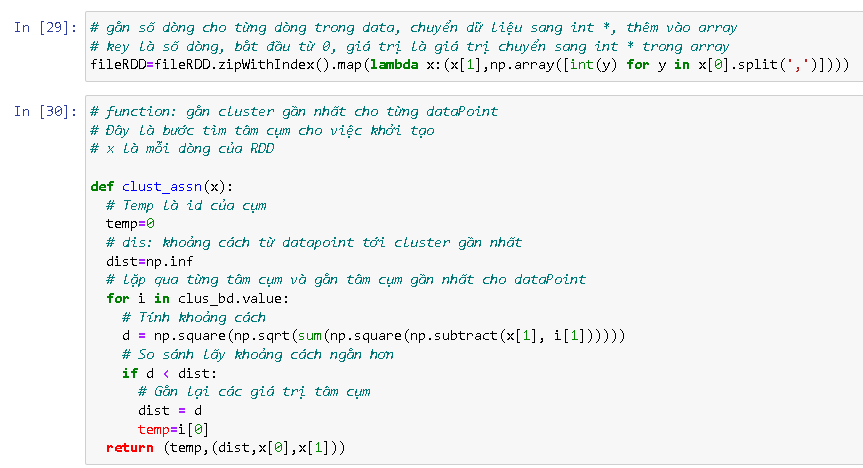 In [29]: # gắn số dòng cho từng dòng trong data, chuyển dữ liệu sang int *, thêm vào array
# key là số dòng, bắt đầu từ 0, giá trị là giá trị chuyển sang int * trong array
fileRDD=fileRDD.zipWithIndex().map(lambda x:(x[1],np.array([int(y) for y in x[0].split(',')])))
In [30]: # function: gắn cluster gần nhất cho từng dataPoint
# Đây là bước tìm tâm cụm cho việc khởi tạo
# x là mỗi dòng của RDD
def clust_assn(x):
# Temp là id của cụm
temp=0
# dis: khoảng cách từ datapoint tới cluster gần nhất
dist=np.inf
# lặp qua từng tâm cụm và gắn tâm cụm gần nhất cho dataPoint
for i in clus_bd.value:
# Tính khoảng cách
d = np.square(np.sqrt(sum(np.square(np.subtract(x[1], i[1])))))
# So sánh lấy khoảng cách ngắn hơn
if d < dist:
# Gắn lại các giá trị tâm cụm
dist = d
temp=i[0]
return (temp,(dist,x[0],x[1]))